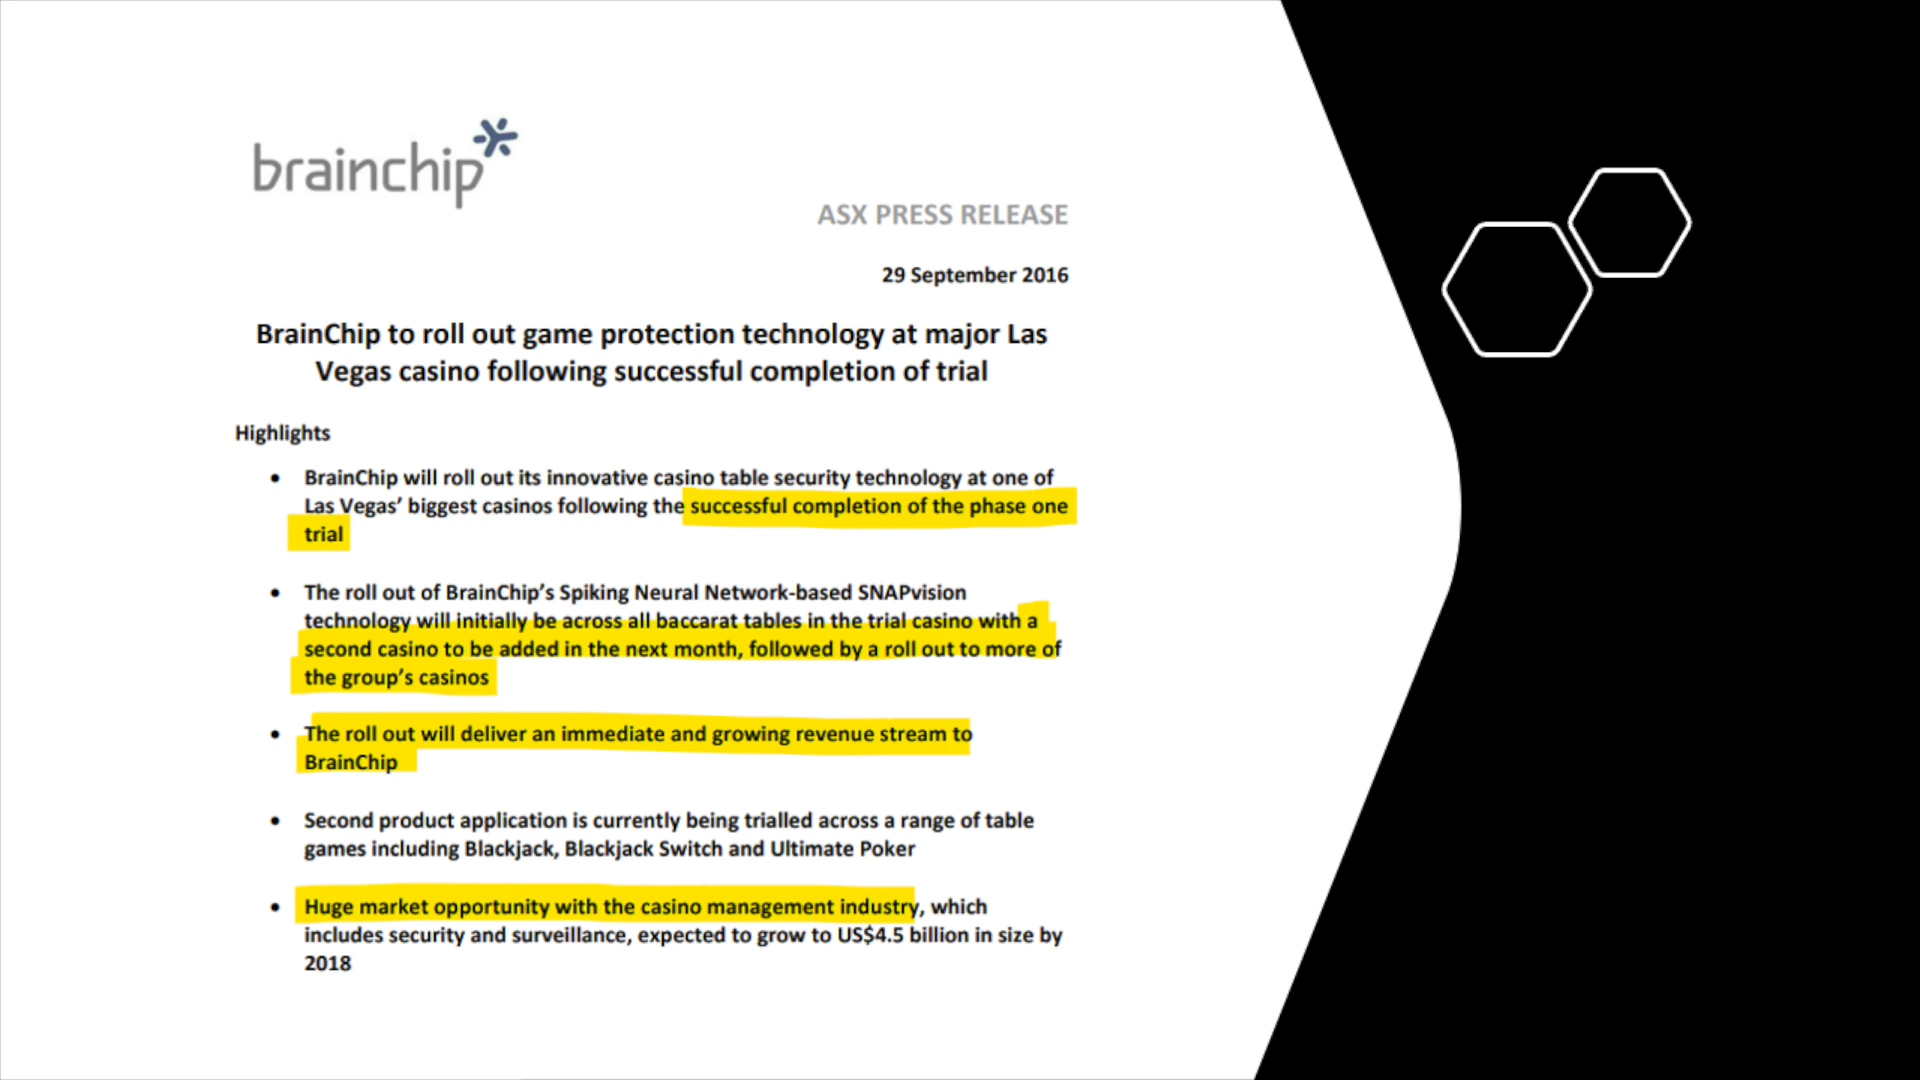 brainchip
ASX PRESS RELEASE
29 September 2016
BrainChip to roll out game protection technology at major Las
Vegas casino following successful completion of trial
Highlights
• BrainChip will roll out its innovative casino table security technology at one of
Las Vegas’ biggest casinos following the successful completion of the phase one
trial
• The roll out of BrainChip’s Spiking Neural Network-based SNAPvision
technology will initially be across all baccarat tables in the trial casino with a
second casino to be added in the next month, followed by a roll out to more of
the group’s casinos
• The roll out will deliver an immediate and growing revenue stream to
BrainChip
• Second product application is currently being trialled across a range of table
games including Blackjack, Blackjack Switch and Ultimate Poker
• Huge market opportunity with the casino management industry, which
includes security and surveillance, expected to grow to US$4.5 billion in size by
2018